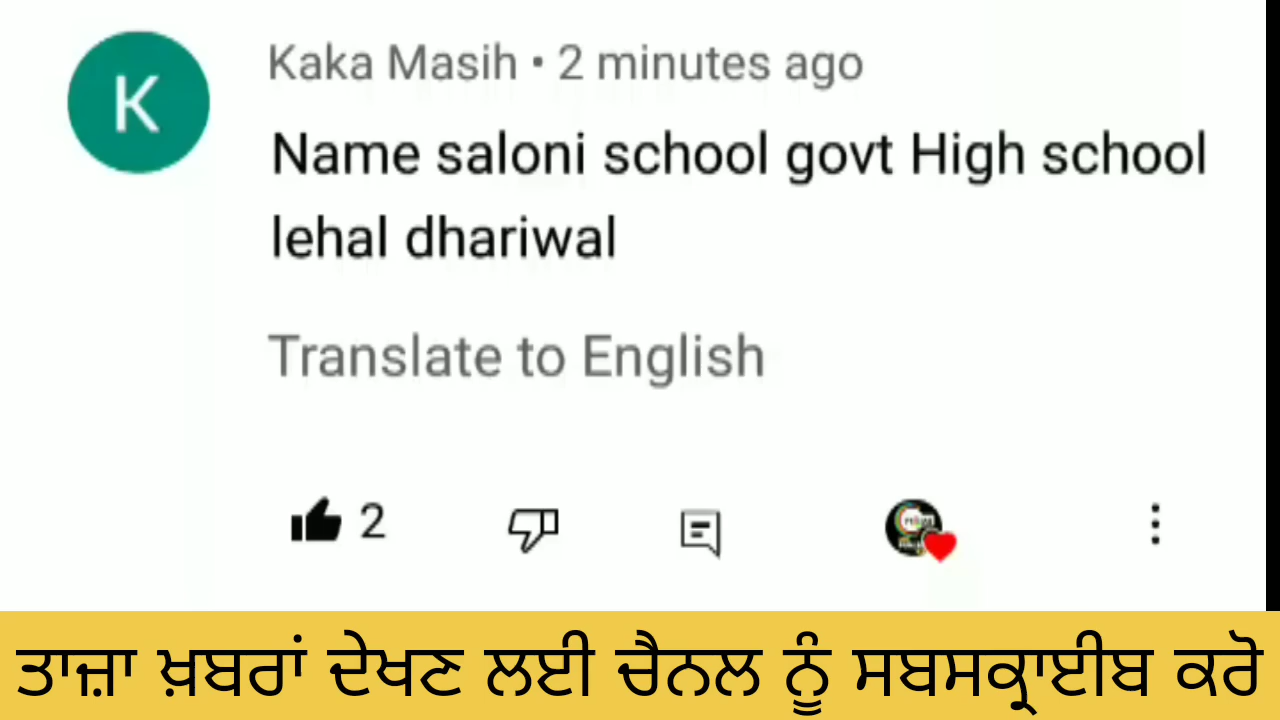 K
Kaka Masih • 2 minutes ago
Name saloni school govt High school
lehal dhariwal
Translate to English
2
ਤਾਜ਼ਾ ਖ਼ਬਰਾਂ ਦੇਖਣ ਲਈ ਚੈਨਲ ਨੂੰ ਸਬਸਕ੍ਰਾਈਬ ਕਰੋ